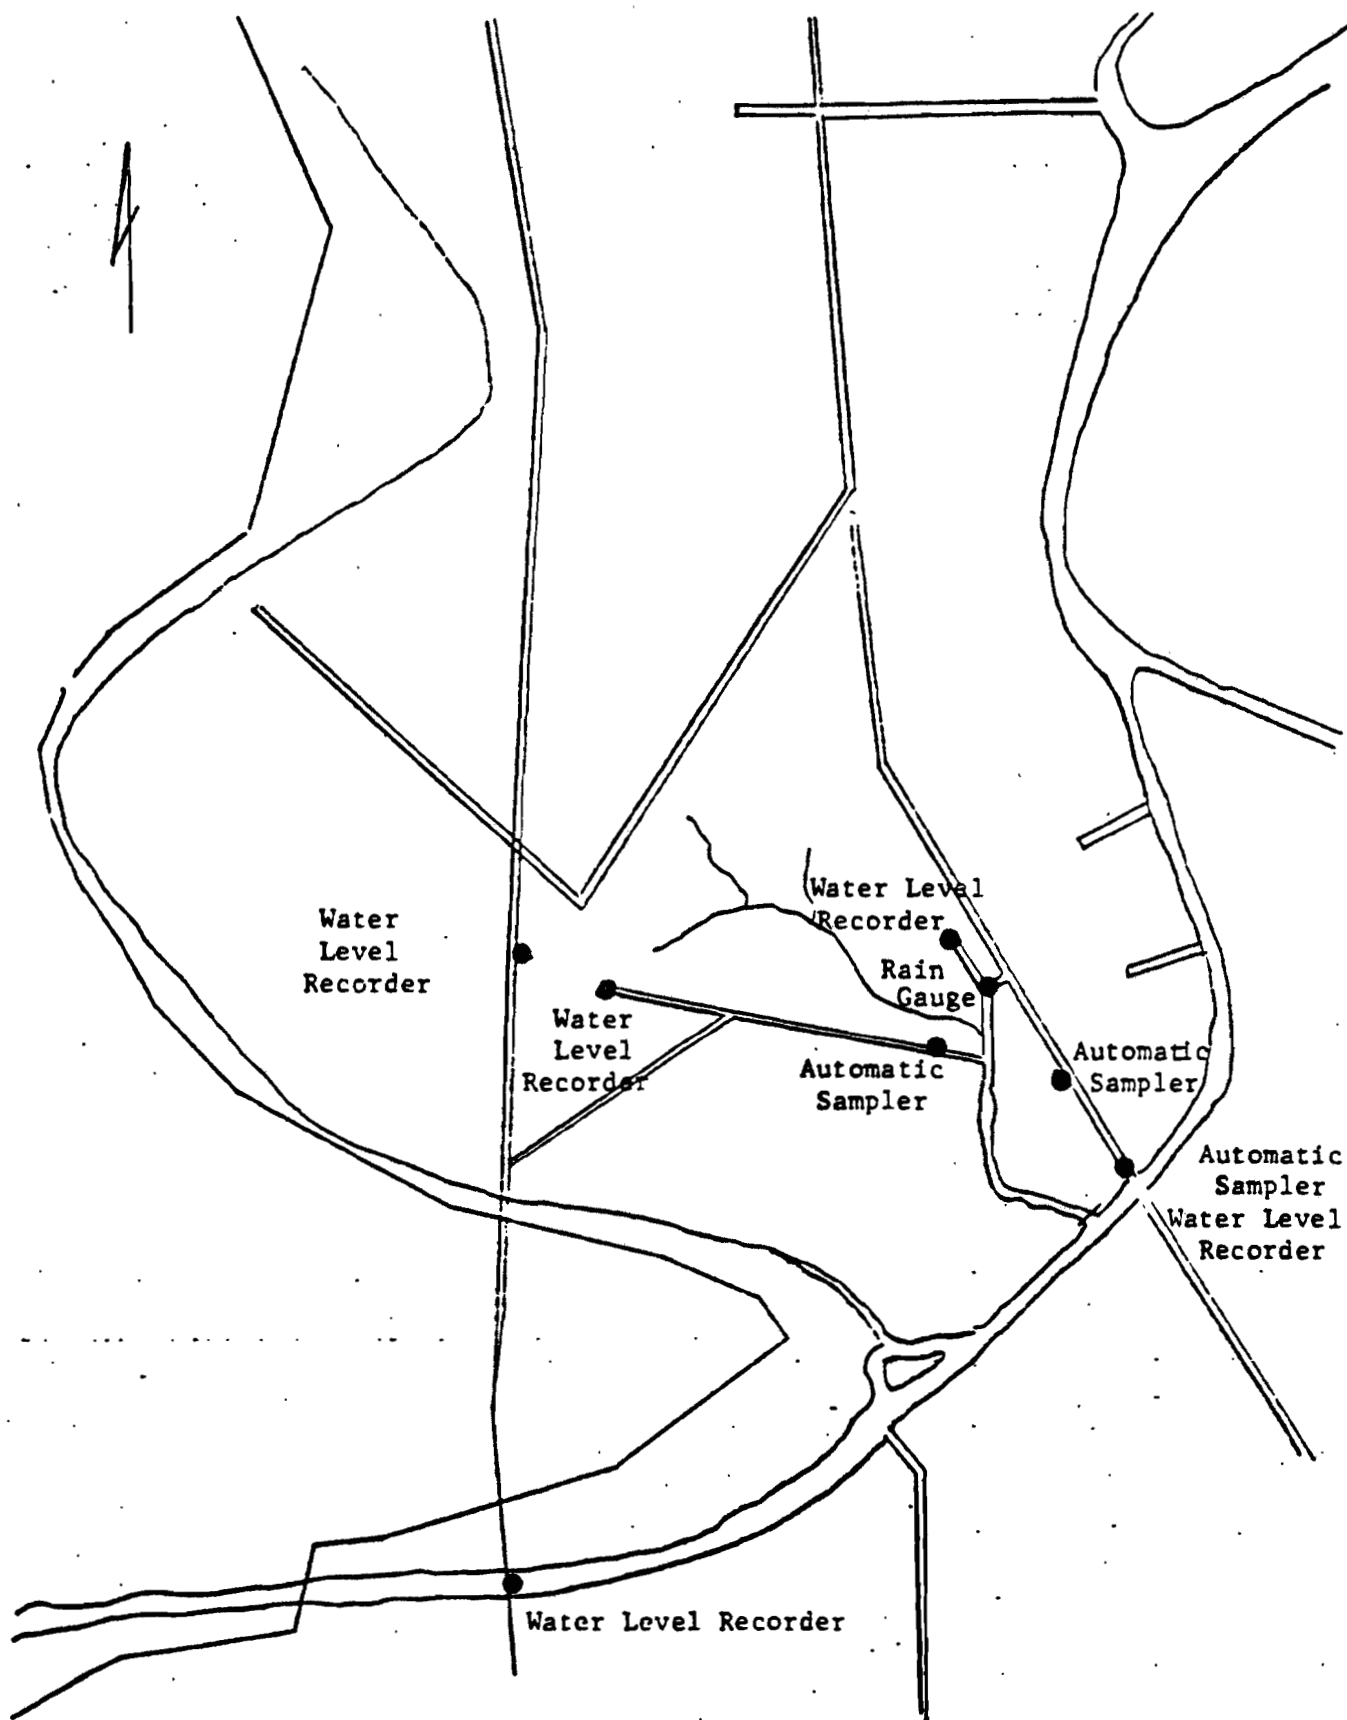 Water Level
Recorder
Water
Level
Recorder
Rain
Gauge
Water
Level
Recorder
Automatic
Sampler
Automatic
Sampler
Automatic
Sampler
Water Level
Recorder
Water Level Recorder